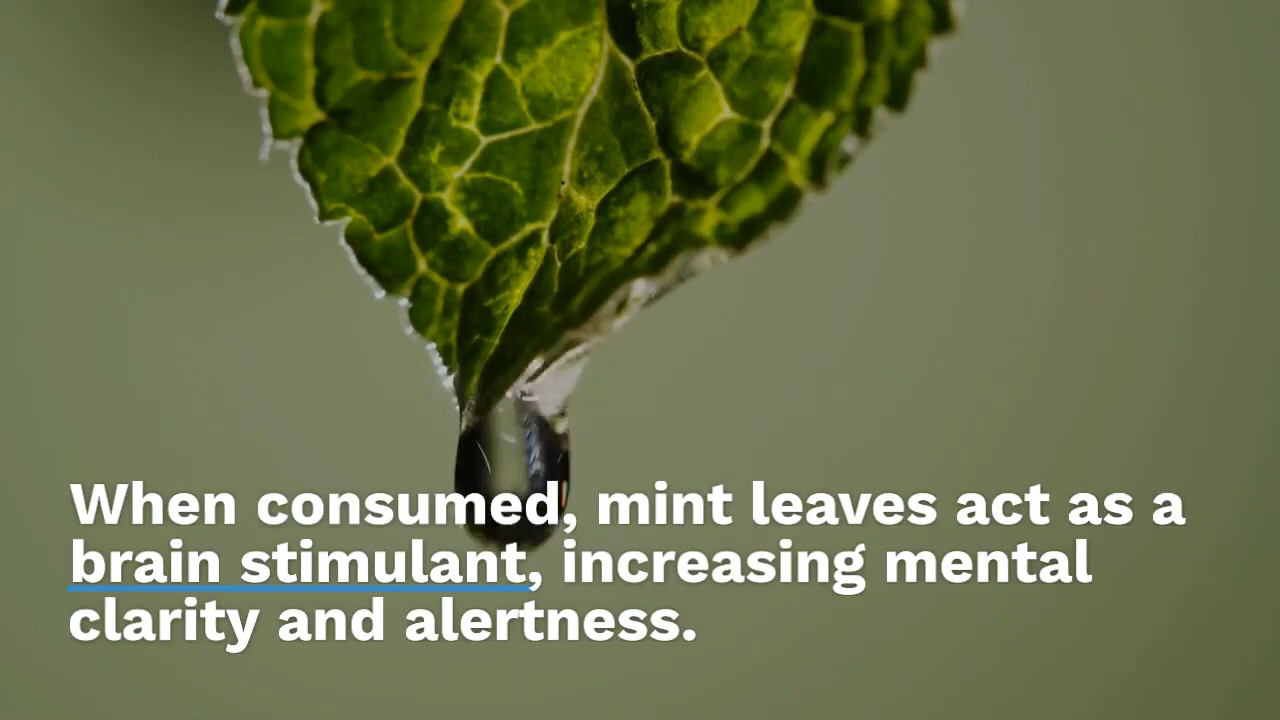 When consumed, mint leaves act as a
brain stimulant, increasing mental
clarity and alertness.